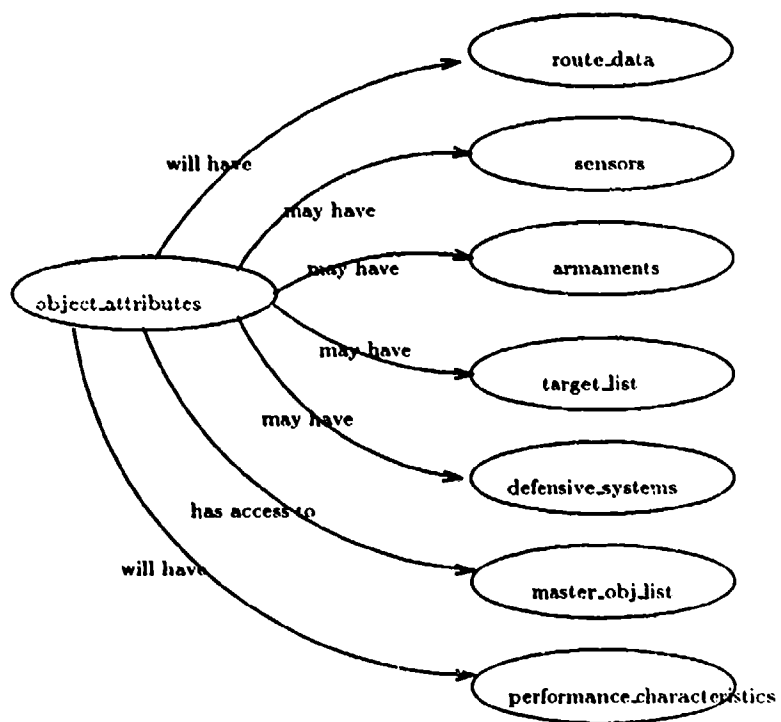 route_data
will have
sensors
may have
armaments
may have
object_attributes
may have
target_list
may have
defensive_systems
has access to
will have
master_obj_list
performance_characteristics